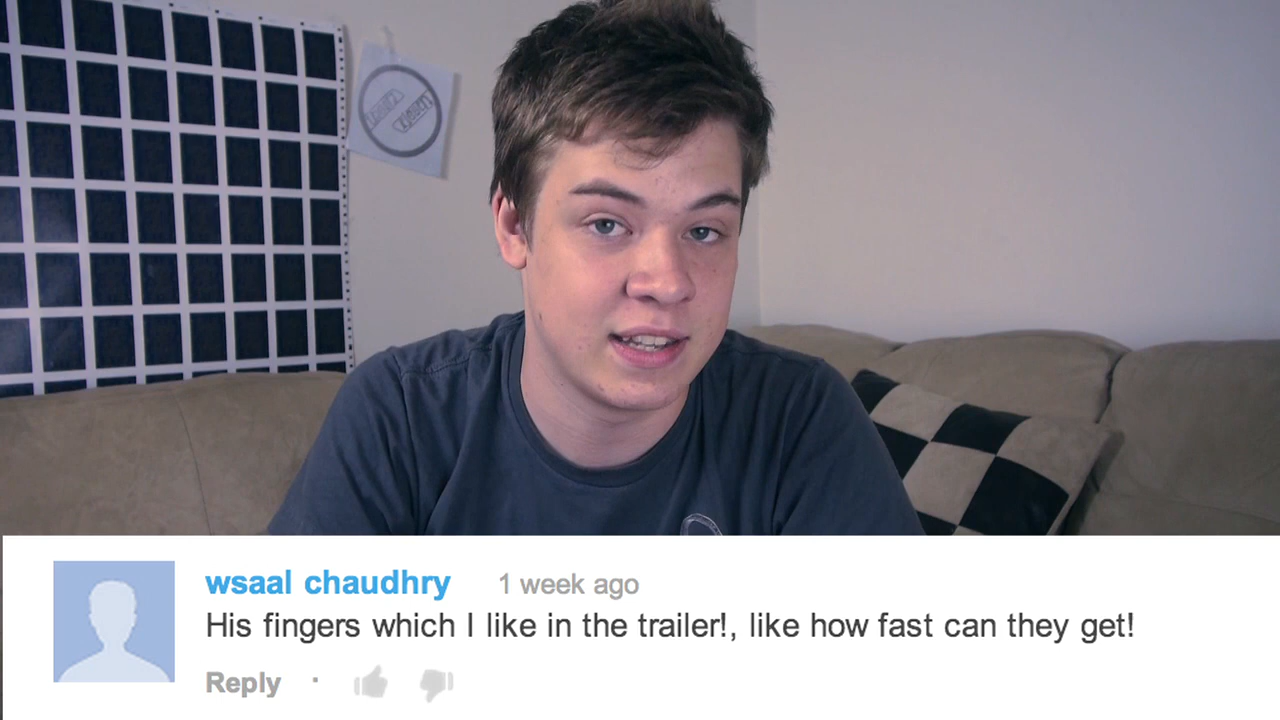 wsaal chaudhry 1 week ago
His fingers which I like in the trailer!, like how fast can they get!
Reply ·